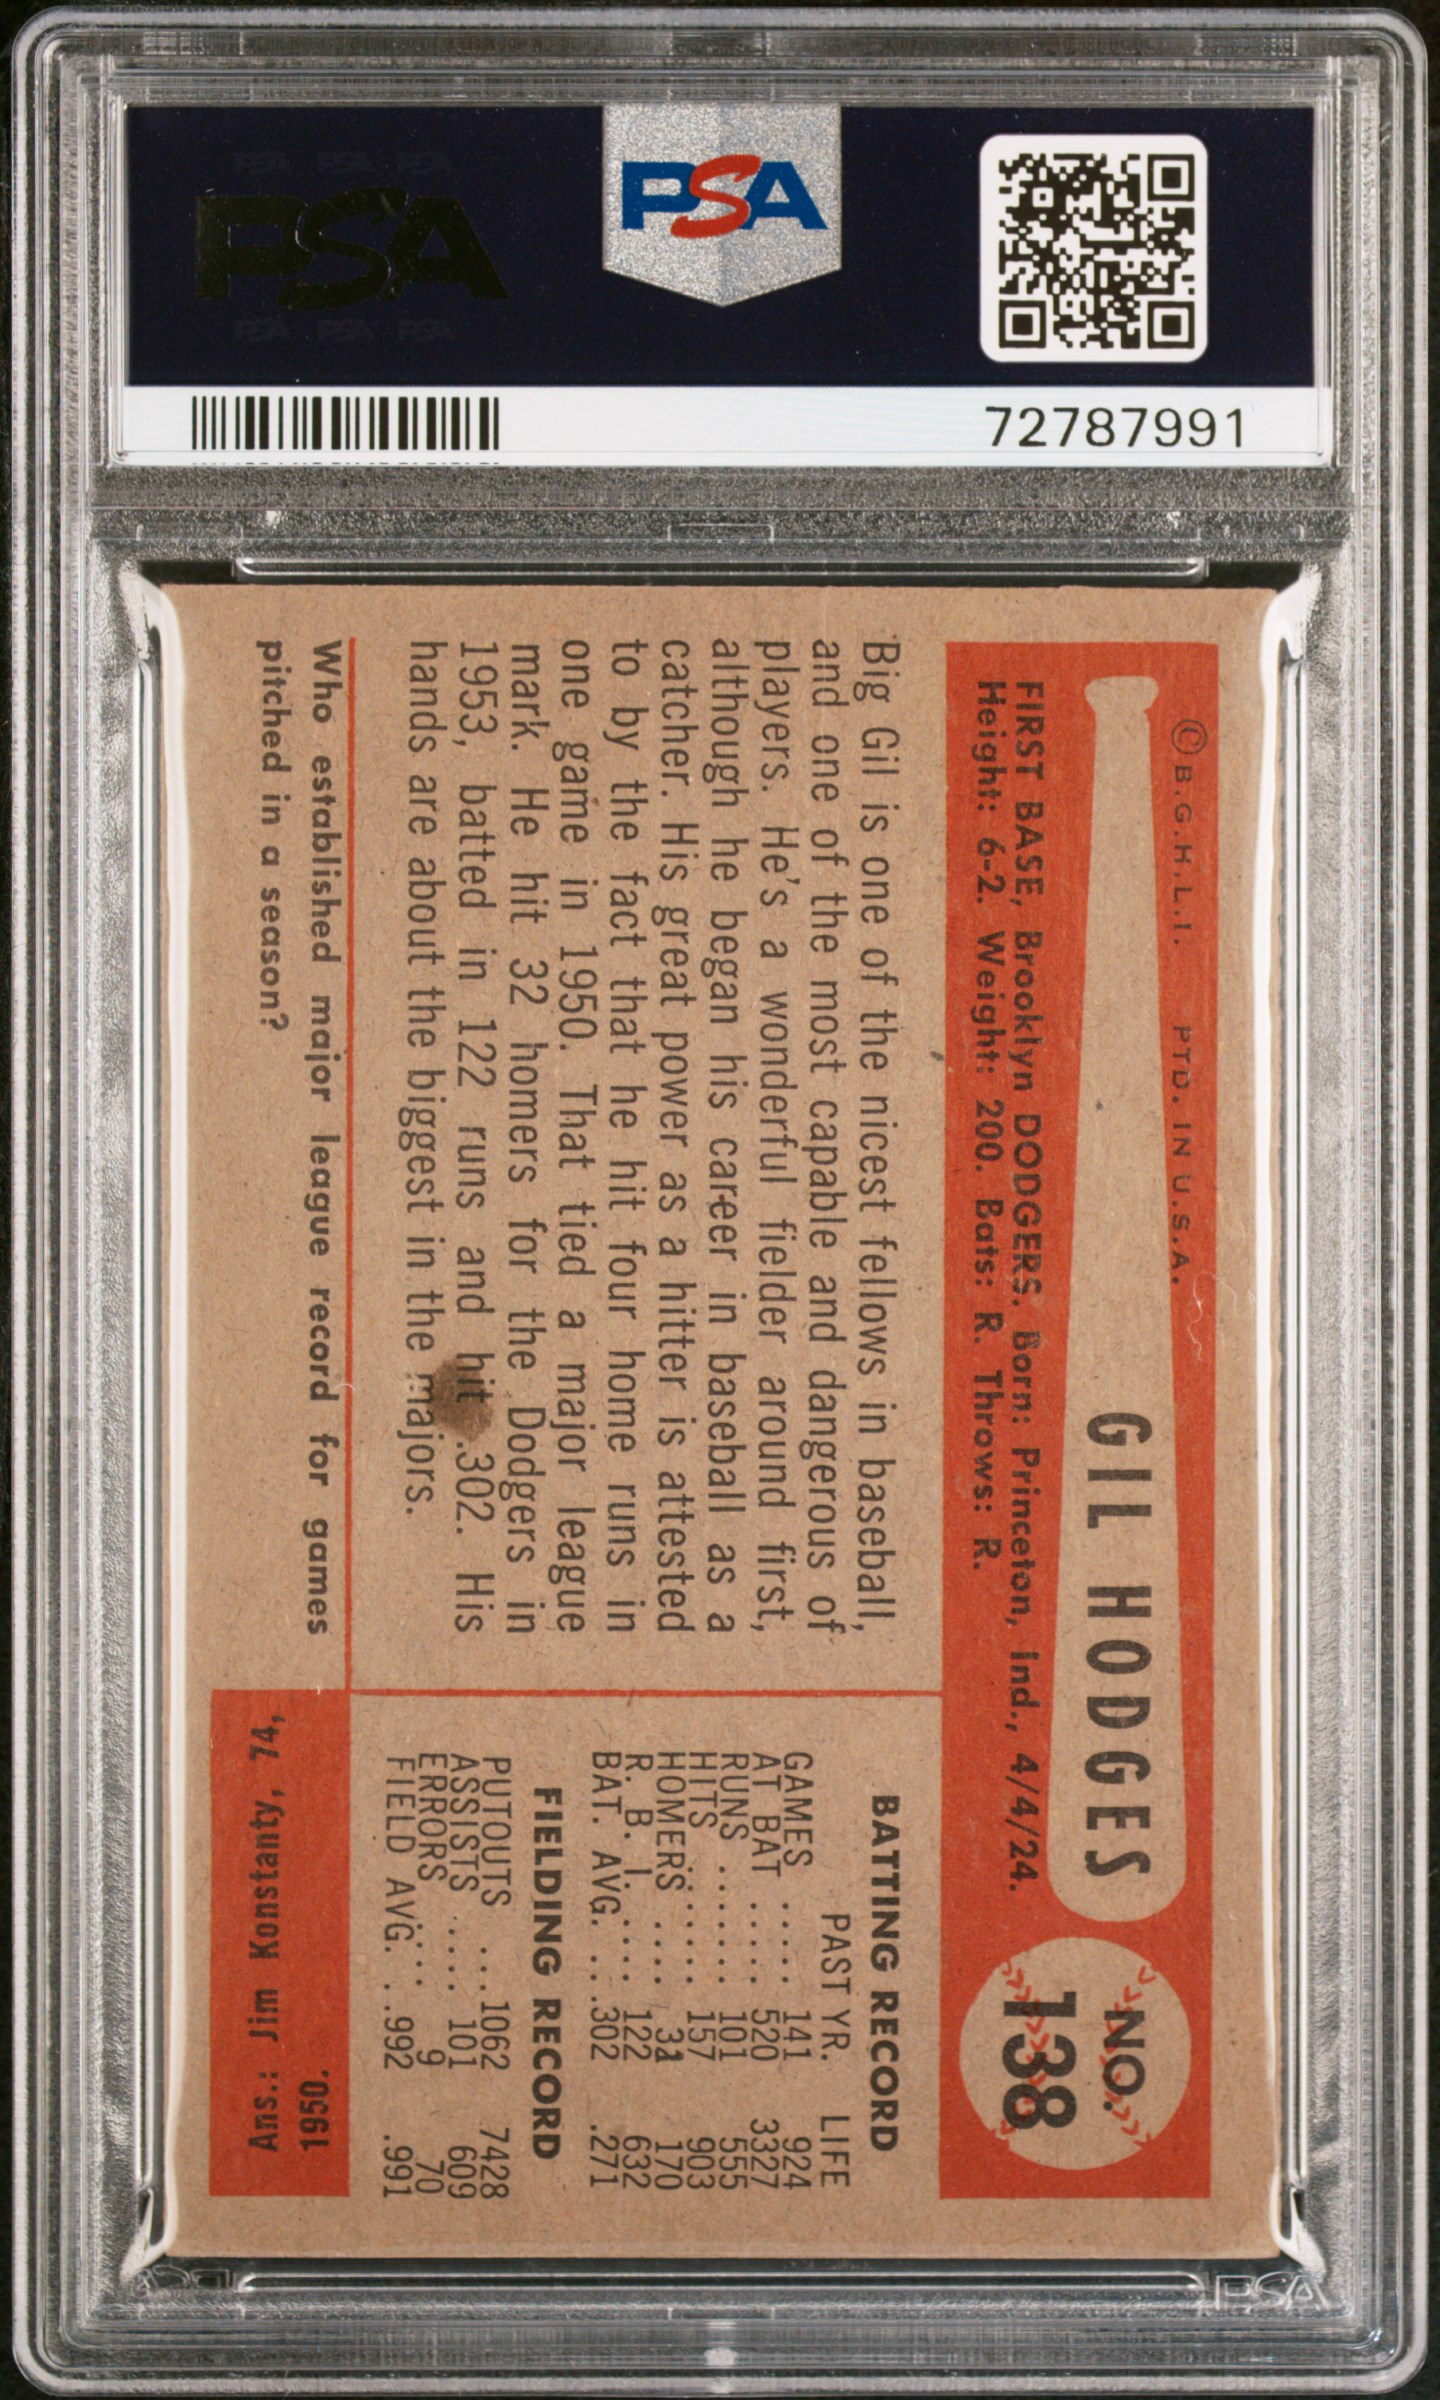 PSA
PSA
72787991
© B.G.H.L.I. PTD. IN U.S.A.
GIL HODGES
NO.
138
FIRST BASE, Brooklyn DODGERS. Born: Princeton, Ind., 4/4/24.
Height: 6-2. Weight: 200. Bats: R. Throws: R.
Big Gil is one of the nicest fellows in baseball,
and one of the most capable and dangerous of
players. He's a wonderful fielder around first,
although he began his career in baseball as a
catcher. His great power as a hitter is attested
to by the fact that he hit four home runs in
one game in 1950. That tied a major league
mark. He hit 32 homers for the Dodgers in
1953, batted in 122 runs and hit .302. His
hands are about the biggest in the majors.
BATTING RECORD
PAST YR. LIFE
GAMES .... 141 924
AT BAT ..... 520 3327
RUNS ...... 101 555
HITS ...... 157 903
HOMERS .... 170
R. B. I. .... 122 632
BAT. AVG. ...302 .271
FIELDING RECORD
PUTOUTS ...1062 7428
ASSISTS .... 101 609
ERRORS .... 9 70
FIELD AVG. ..992 .991
Who established major league record for games
pitched in a season?
Ans.: Jim Konstanty, 74,
1950.
PSA